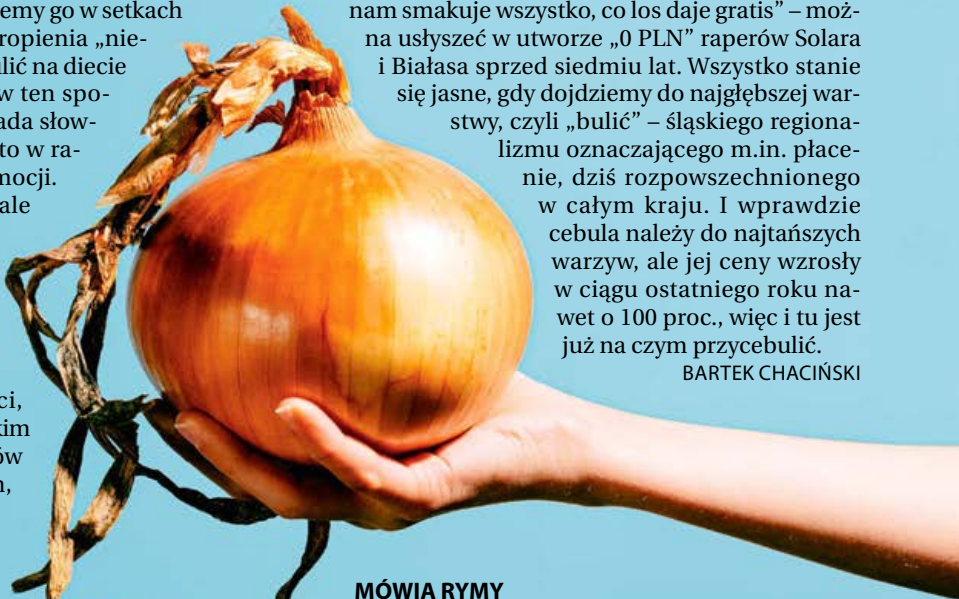 emy go w setkach
ropienia „nie-
lić na diecie
w ten spo-
ada słow-
to w ra-
mocji.
ale
ci,
kim
ów
n,
nam smakuje wszystko, co los daje gratis” – moż-
na usłyszeć w utworze „0 PLN” raperów Solara
i Białasa sprzed siedmiu lat. Wszystko stanie
się jasne, gdy dojdziemy do najgłębszej war-
stwy, czyli „bulić” – śląskiego regiona-
lizmu oznaczającego m.in. płace-
nie, dziś rozpowszechnionego
w całym kraju. I wprawdzie
cebula należy do najtańszych
warzyw, ale jej ceny wzrosły
w ciągu ostatniego roku na-
wet o 100 proc., więc i tu jest
już na czym przycebulić.
BARTEK CHACIŃSKI
MÓWIĄ RYMY